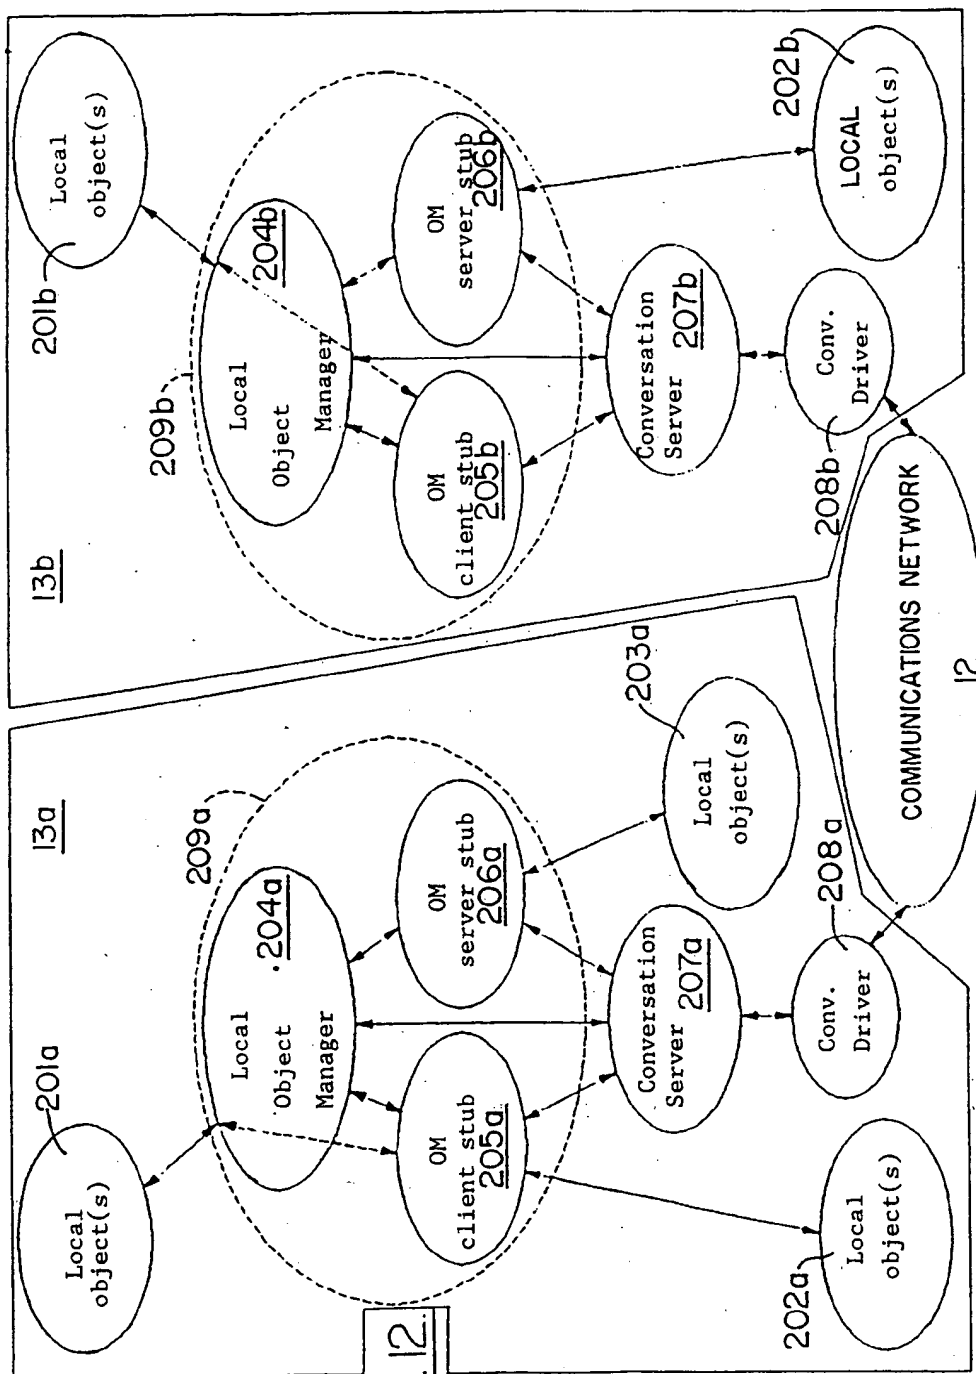 13a
201a
Local
object(s)
209a
Local
Object
Manager
.204a
OM
client stub
205a
OM
server stub
206a
203a
Local
object(s)
Conversation
Server
207a
Conv.
Driver
208a
202a
Local
object(s)
12
13b
201b
Local
object(s)
209b
Local
Object
Manager
204b
OM
client stub
205b
OM
server stub
206b
Conversation
Server
207b
Conv.
Driver
208b
202b
LOCAL
object(s)
COMMUNICATIONS NETWORK
12